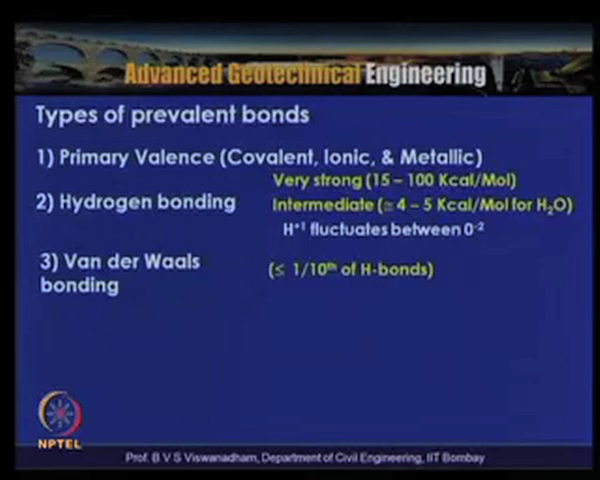 Advanced Geotechnical Engineering
Types of prevalent bonds
1) Primary Valence (Covalent, Ionic, & Metallic)
Very strong (15 – 100 Kcal/Mol)
2) Hydrogen bonding
Intermediate (≅ 4 – 5 Kcal/Mol for H₂O)
H⁺¹ fluctuates between 0⁻²
3) Van der Waals
bonding
(≤ 1/10ᵗʰ of H-bonds)
NPTEL
Prof. B V S Viswanadham, Department of Civil Engineering, IIT Bombay